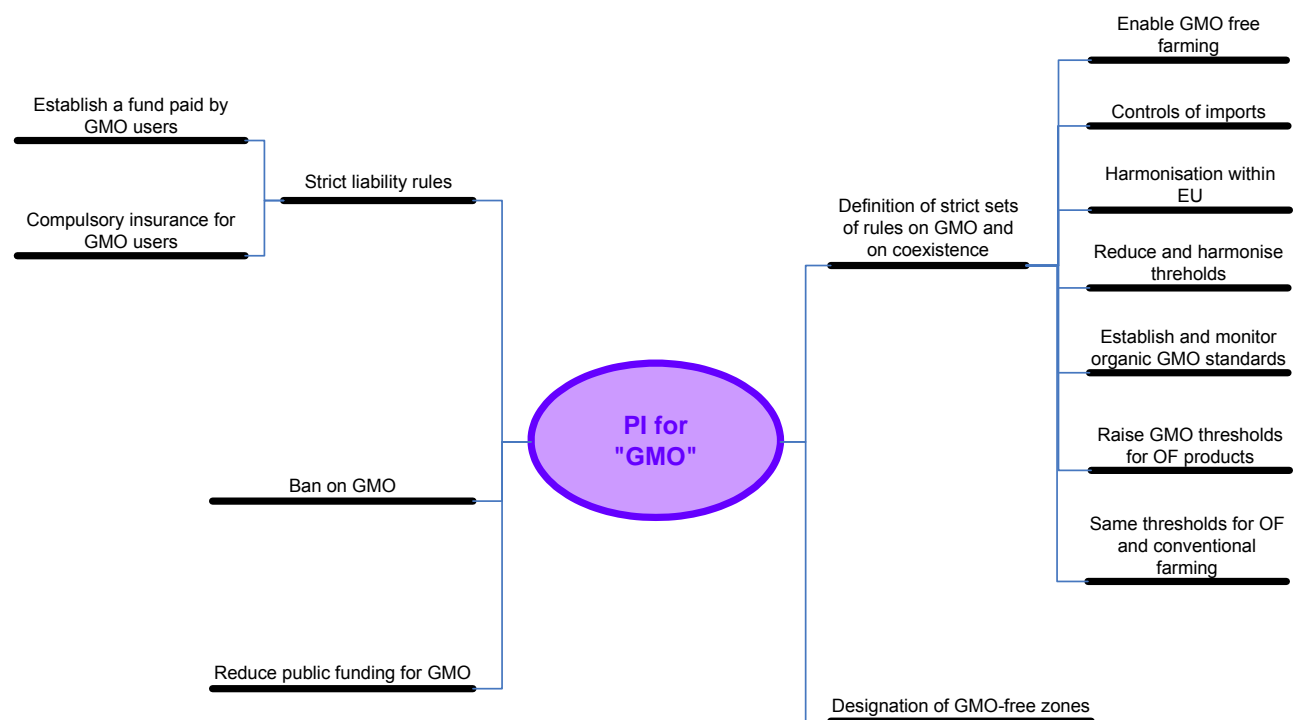 Establish a fund paid by
GMO users
Compulsory insurance for
GMO users
Strict liability rules
Ban on GMO
Reduce public funding for GMO
PI for
"GMO"
Definition of strict sets
of rules on GMO and
on coexistence
Enable GMO free
farming
Controls of imports
Harmonisation within
EU
Reduce and harmonise
threholds
Establish and monitor
organic GMO standards
Raise GMO thresholds
for OF products
Same thresholds for OF
and conventional
farming
Designation of GMO-free zones